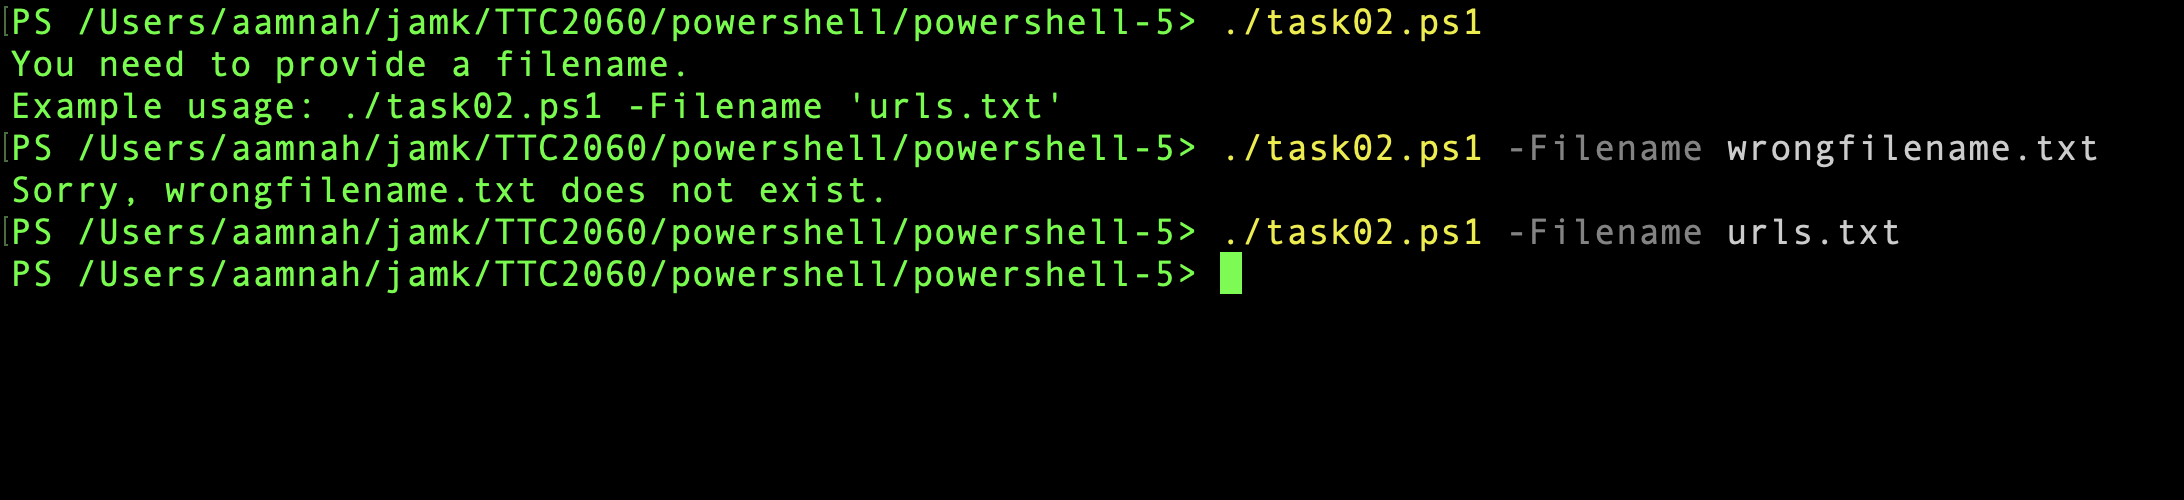 [PS /Users/aamnah/jamk/TTC2060/powershell/powershell-5> ./task02.ps1
You need to provide a filename.
Example usage: ./task02.ps1 -Filename 'urls.txt'
[PS /Users/aamnah/jamk/TTC2060/powershell/powershell-5> ./task02.ps1 -Filename wrongfilename.txt
Sorry, wrongfilename.txt does not exist.
[PS /Users/aamnah/jamk/TTC2060/powershell/powershell-5> ./task02.ps1 -Filename urls.txt
PS /Users/aamnah/jamk/TTC2060/powershell/powershell-5>